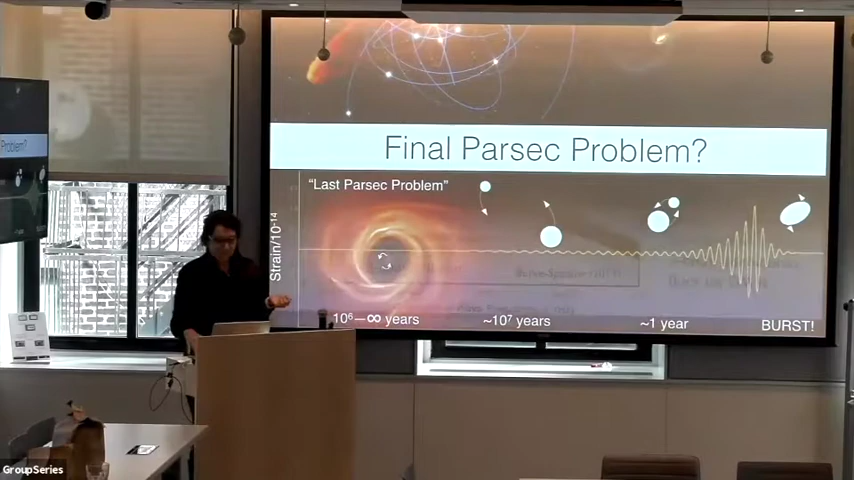 Problem?
Final Parsec Problem?
"Last Parsec Problem"
Strain/10⁻¹⁴
10⁶—∞ years
~10⁷ years
~1 year
BURST!
GroupSeries